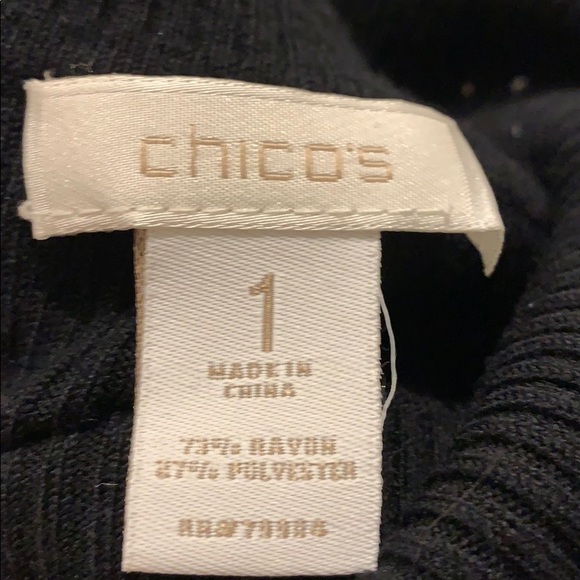 chico's
1
MADE IN
CHINA
73% RAYON
27% POLYESTER